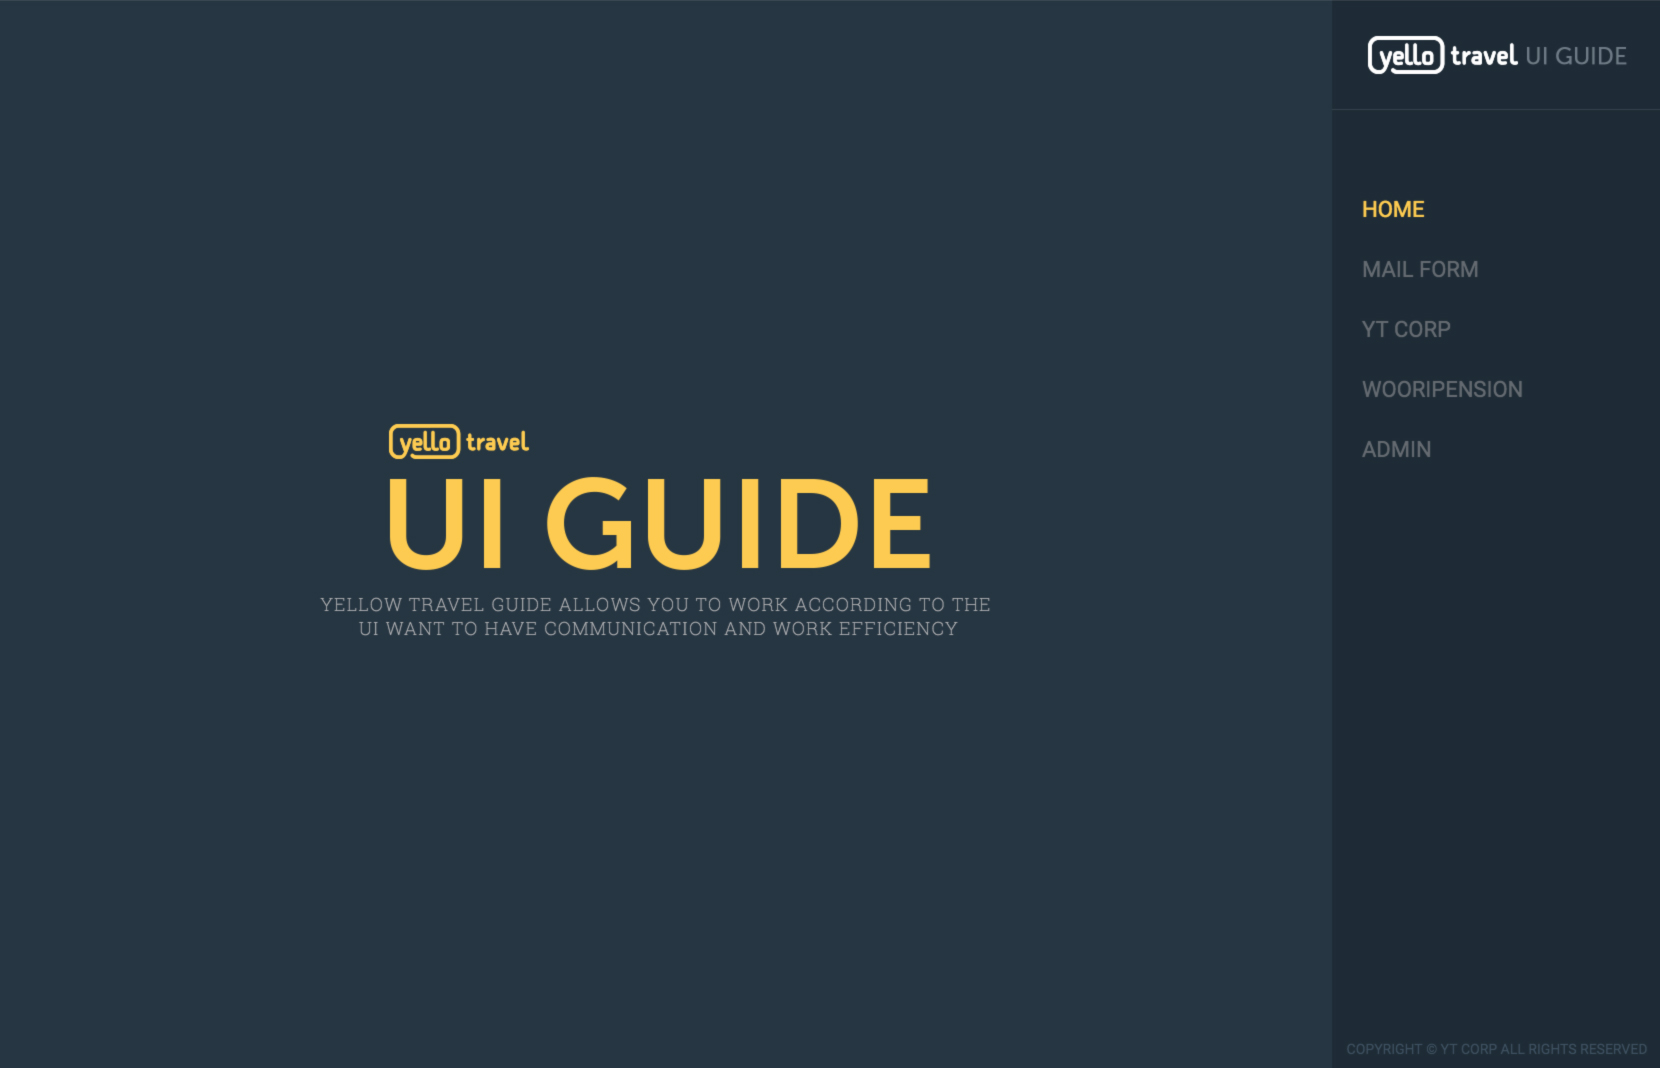 yello travel
UI GUIDE
YELLOW TRAVEL GUIDE ALLOWS YOU TO WORK ACCORDING TO THE
UI WANT TO HAVE COMMUNICATION AND WORK EFFICIENCY
yello travel UI GUIDE
HOME
MAIL FORM
YT CORP
WOORIPENSION
ADMIN
COPYRIGHT © YT CORP ALL RIGHTS RESERVED